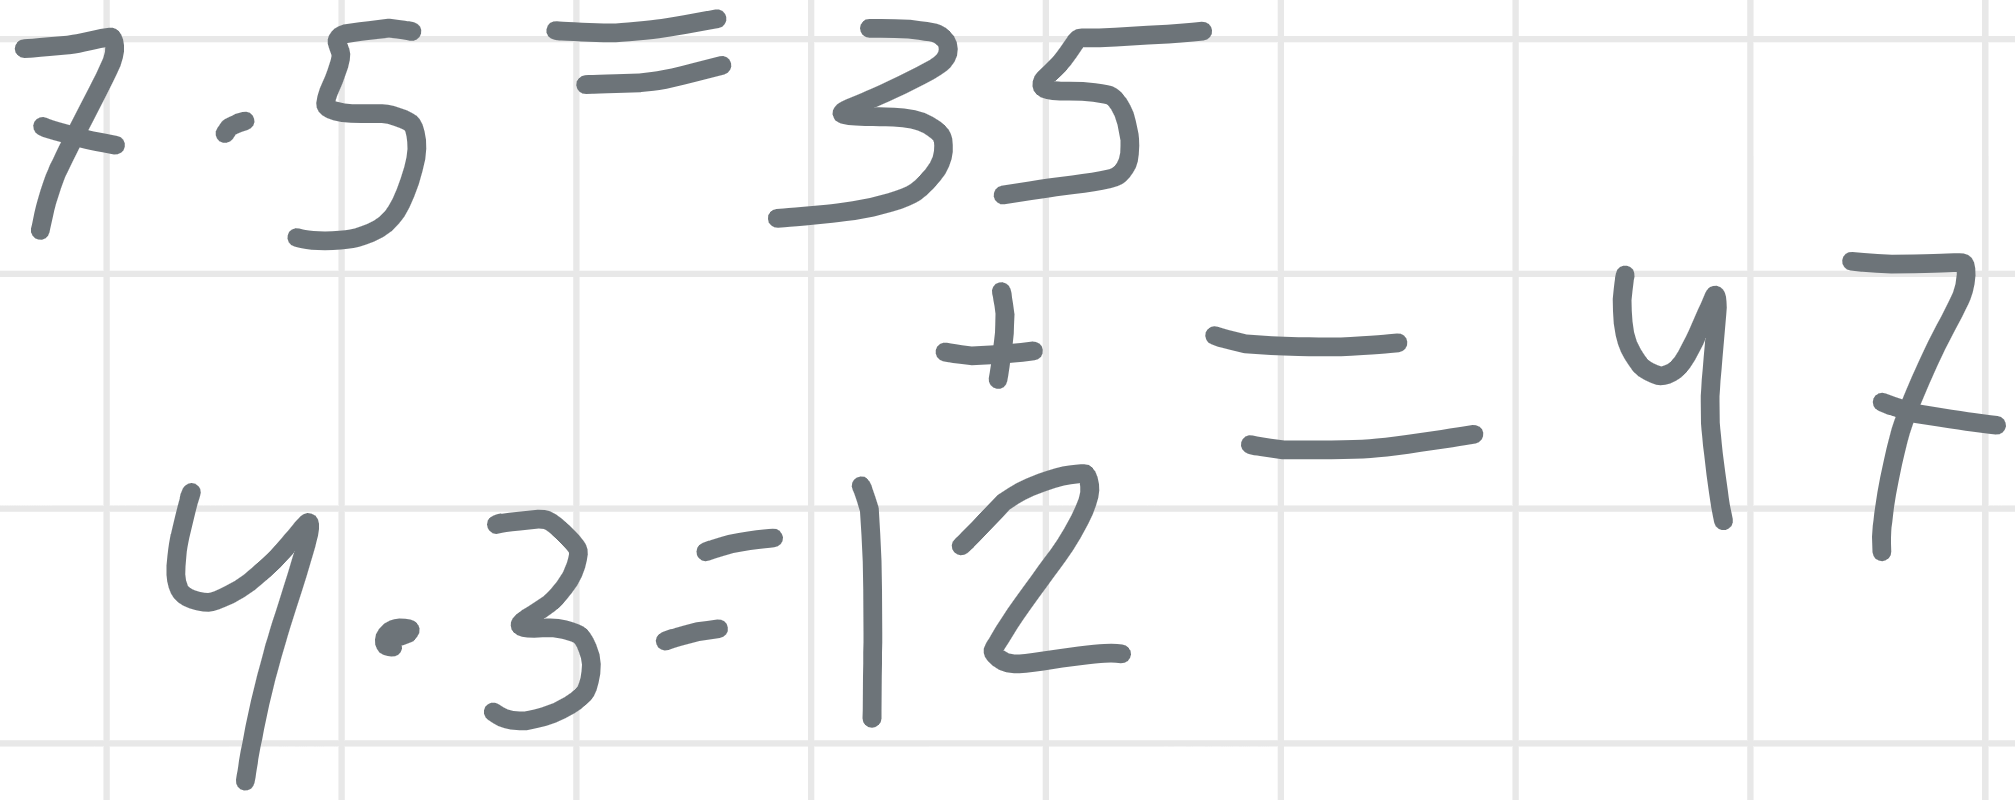 7 · 5 = 35
+ = 47
4 · 3 = 12